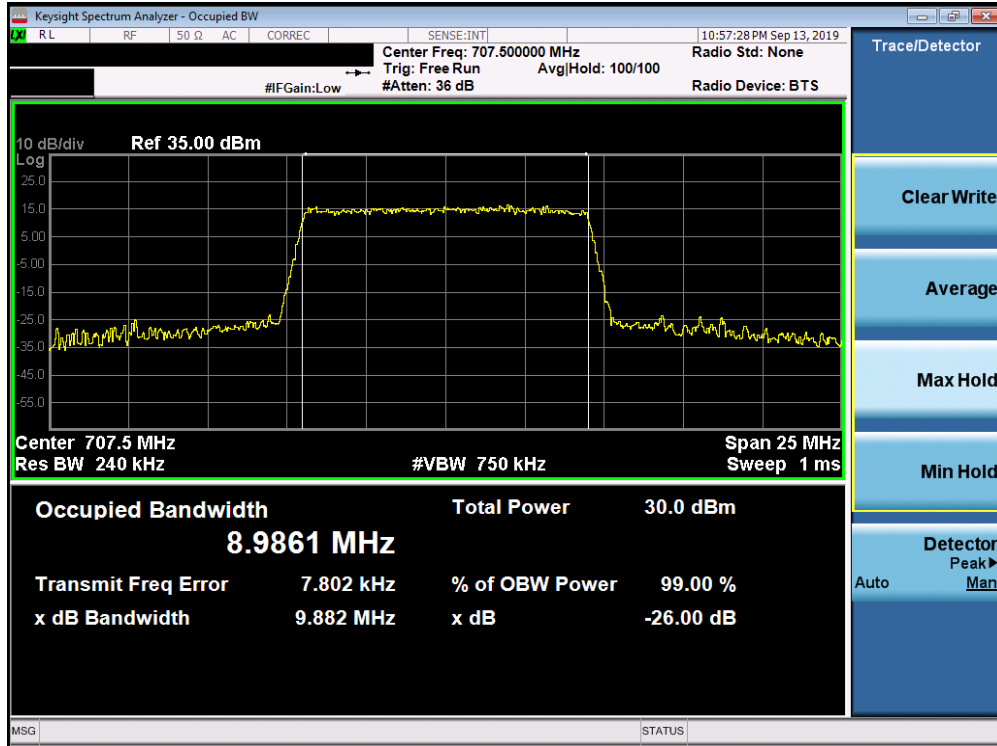 Keysight Spectrum Analyzer - Occupied BW
LXI RL RF 50 Ω AC CORREC SENSE:INT 10:57:28 PM Sep 13, 2019
Center Freq: 707.500000 MHz Radio Std: None
Trig: Free Run Avg|Hold: 100/100
#IFGain:Low #Atten: 36 dB Radio Device: BTS
10 dB/div Ref 35.00 dBm
Log
25.0
15.0
5.00
-5.00
-15.0
-25.0
-35.0
-45.0
-55.0
Center 707.5 MHz Span 25 MHz
Res BW 240 kHz #VBW 750 kHz Sweep 1 ms
Occupied Bandwidth Total Power 30.0 dBm
8.9861 MHz
Transmit Freq Error 7.802 kHz % of OBW Power 99.00 %
x dB Bandwidth 9.882 MHz x dB -26.00 dB
MSG STATUS
Trace/Detector
Clear Write
Average
Max Hold
Min Hold
Detector
Peak▶
Auto Man